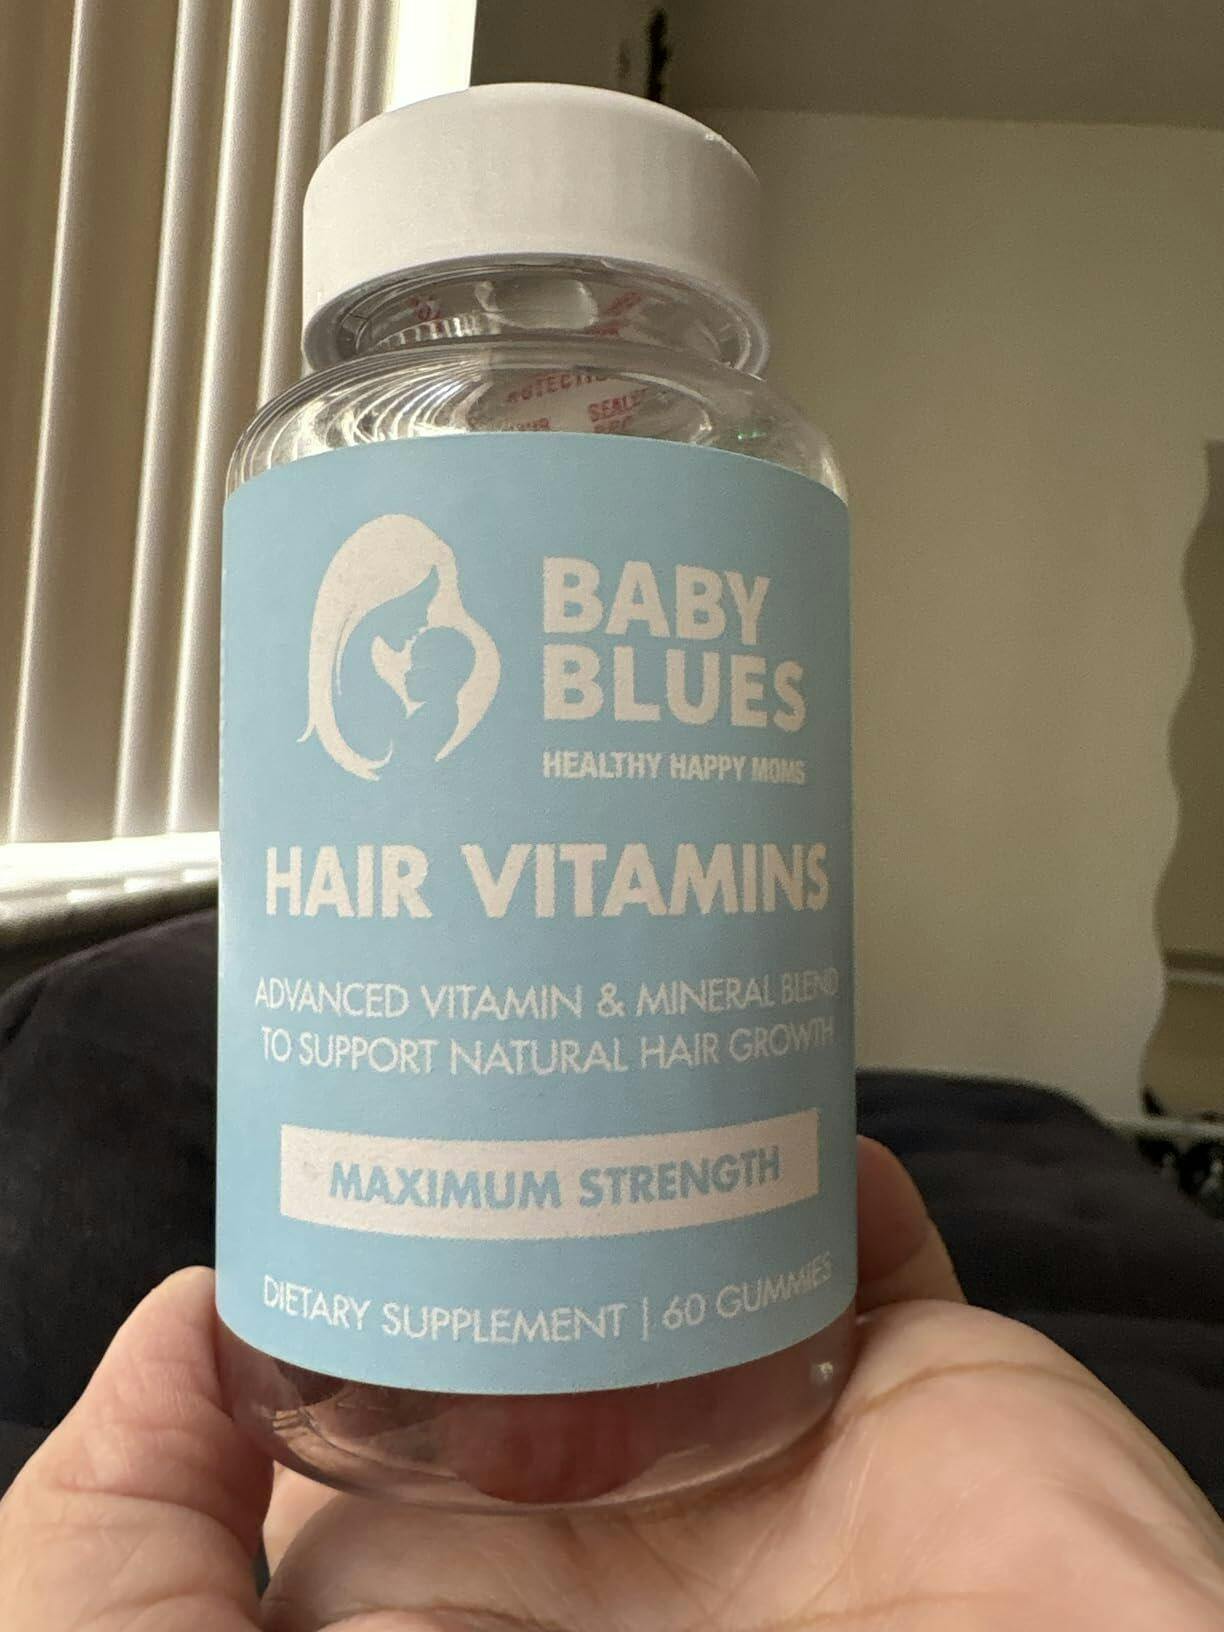 SEALE
BABY
BLUES
HEALTHY HAPPY MOMS
HAIR VITAMINS
ADVANCED VITAMIN & MINERAL BLEND
TO SUPPORT NATURAL HAIR GROWTH
MAXIMUM STRENGTH
DIETARY SUPPLEMENT | 60 GUMMIES